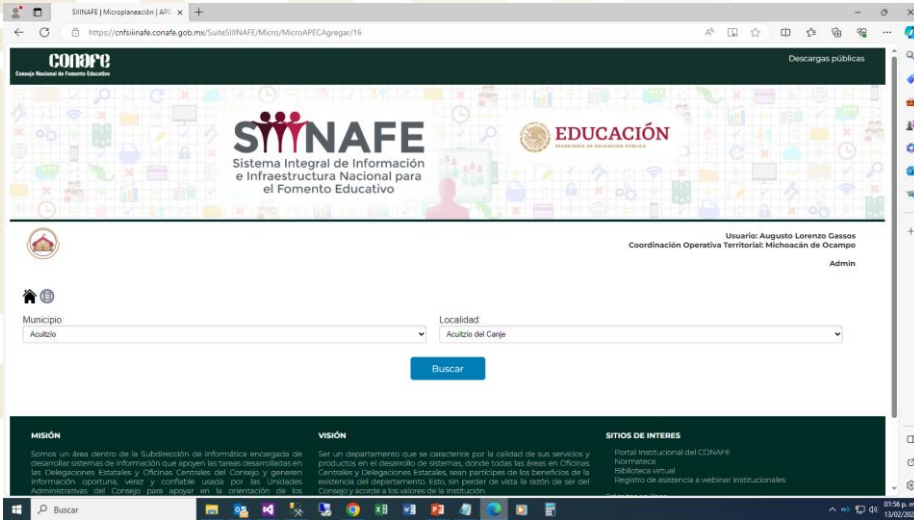 SIIINAFE | Microplaneación | APE
https://cnfsiiinafe.conafe.gob.mx/SuiteSIIINAFE/Micro/MicroAPECAgregar/16
CONAFE
Consejo Nacional de Fomento Educativo
Descargas públicas
SIIINAFE
Sistema Integral de Información
e Infraestructura Nacional para
el Fomento Educativo
EDUCACIÓN
SECRETARÍA DE EDUCACIÓN PÚBLICA
Usuario: Augusto Lorenzo Gassos
Coordinación Operativa Territorial: Michoacán de Ocampo
Admin
Municipio:
Localidad:
Acuitzio
Acuitzio del Canje
Buscar
MISIÓN
Somos un área dentro de la Subdirección de Informática encargada de
desarrollar sistemas de información que apoyen las tareas desarrolladas en
las Delegaciones Estatales y Oficinas Centrales del Consejo y generen
información oportuna, veraz y confiable usada por las Unidades
Administrativas del Consejo para apoyar en la orientación de los
VISIÓN
Ser un departamento que se caracterice por la calidad de sus servicios y
productos en el desarrollo de sistemas, donde todas las áreas en Oficinas
Centrales y Delegaciones Estatales, sean partícipes de los beneficios de la
existencia del departamento. Esto, sin perder de vista la razón de ser del
Consejo y acorde a los valores de la institución.
SITIOS DE INTERES
Portal Institucional del CONAFE
Normateca
Biblioteca virtual
Registro de asistencia a webinar institucionales
Buscar
01:56 p. m.